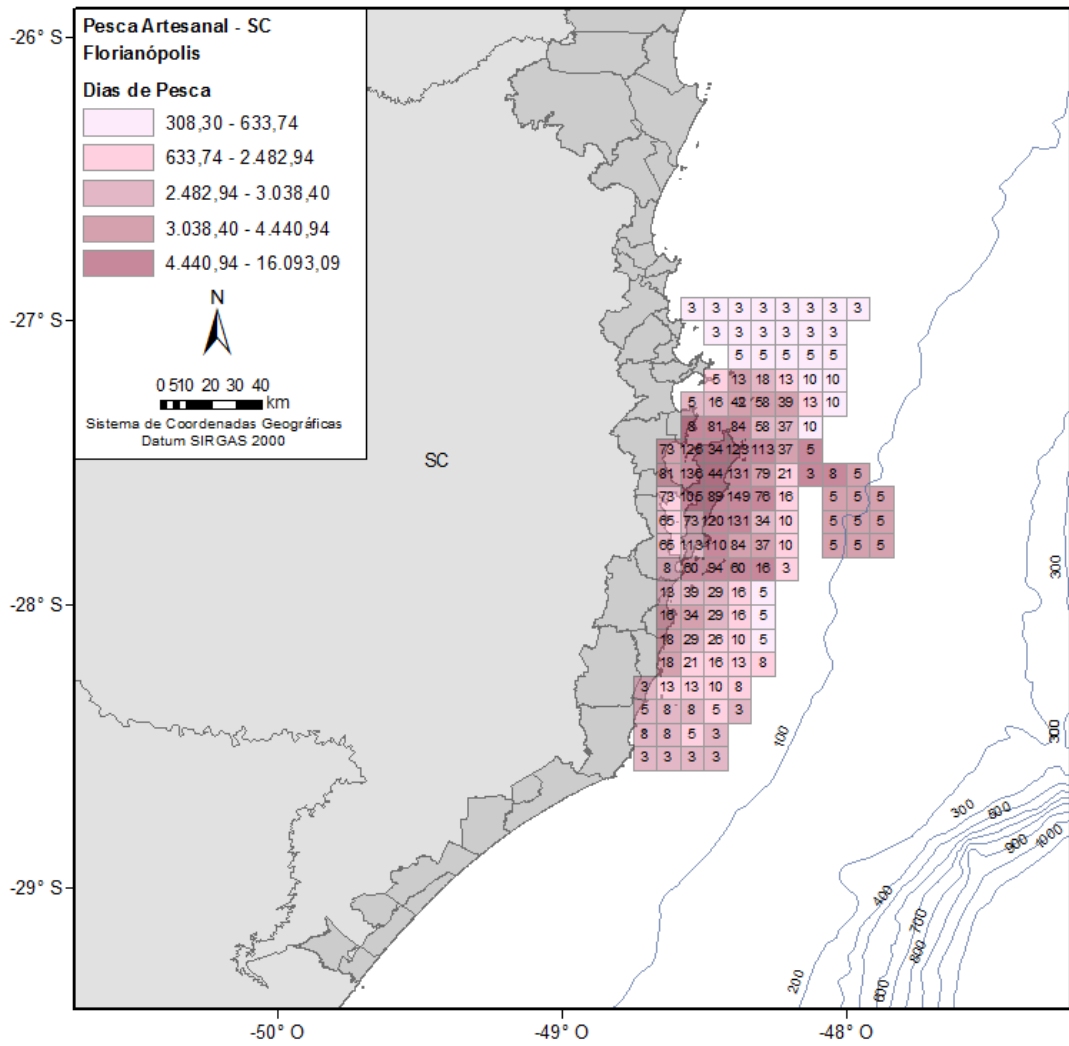 Pesca Artesanal - SC
Florianópolis
Dias de Pesca
308,30 - 633,74
633,74 - 2.482,94
2.482,94 - 3.038,40
3.038,40 - 4.440,94
4.440,94 - 16.093,09
N
0 5 10 20 30 40
km
Sistema de Coordenadas Geográficas
Datum SIRGAS 2000
-26° S
-27° S
-28° S
-29° S
SC
3 3 3 3 3 3 3 3
3 3 3 3 3 3
5 5 5 5 5
5 13 18 13 10 10
5 16 42 58 39 13 10
8 81 84 58 37 10
73 126 34 123 113 37 5
81 136 44 131 79 21 3 8 5
73 105 89 149 76 16 5 5 5
65 73 120 131 34 10 5 5 5
65 113 110 84 37 10 5 5 5
8 60 94 60 16 3
13 39 29 16 5
16 34 29 16 5
18 29 26 10 5
18 21 16 13 8
3 13 13 10 8
5 8 8 5 3
8 8 5 3
3 3 3 3
300
100
300
300
500
900
1000
400
700
800
200
600
-50° O
-49° O
-48° O